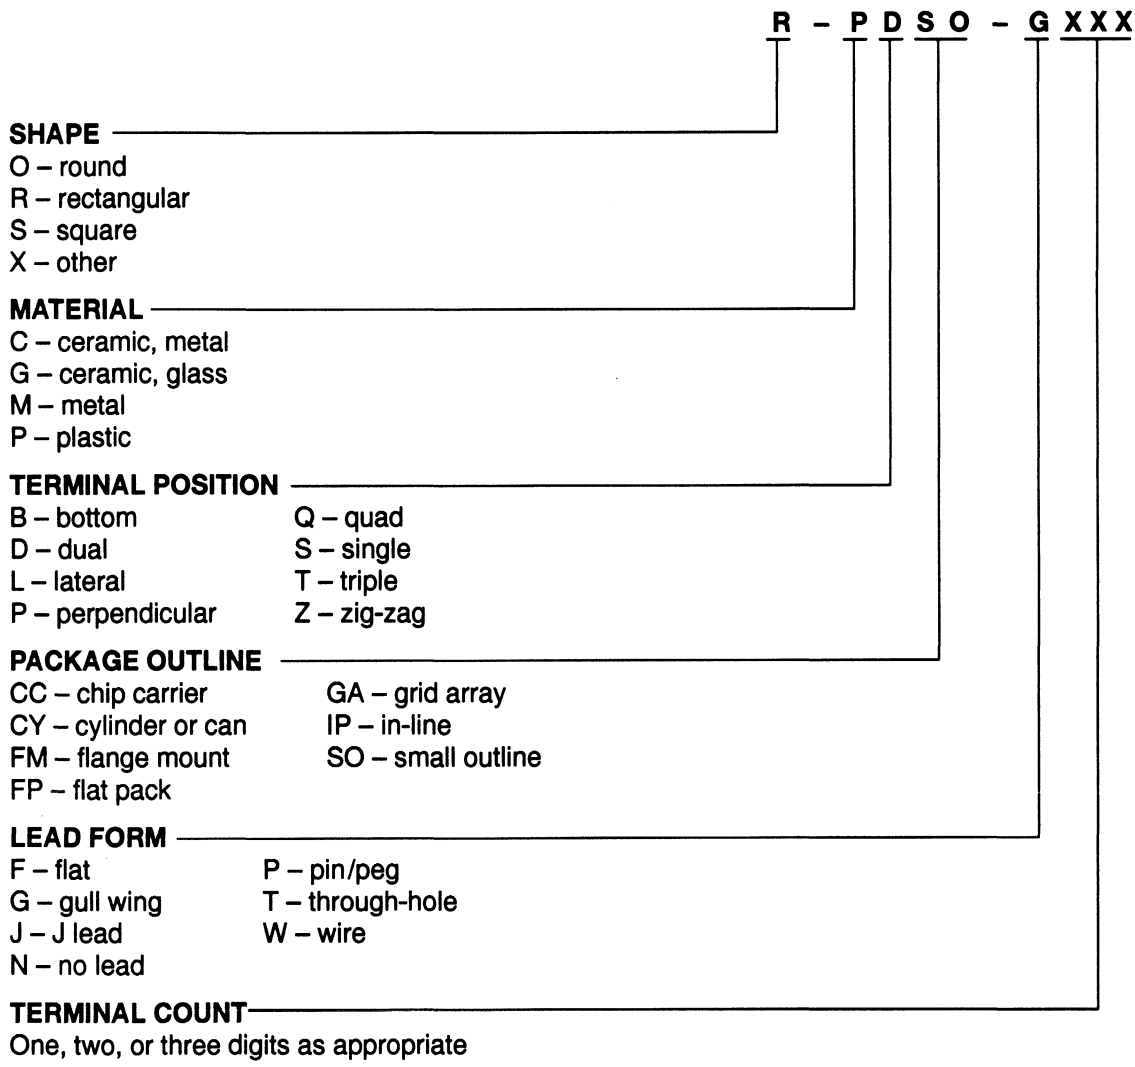 R – P D S O – G X X X
SHAPE
O – round
R – rectangular
S – square
X – other
MATERIAL
C – ceramic, metal
G – ceramic, glass
M – metal
P – plastic
TERMINAL POSITION
B – bottom Q – quad
D – dual S – single
L – lateral T – triple
P – perpendicular Z – zig-zag
PACKAGE OUTLINE
CC – chip carrier GA – grid array
CY – cylinder or can IP – in-line
FM – flange mount SO – small outline
FP – flat pack
LEAD FORM
F – flat P – pin/peg
G – gull wing T – through-hole
J – J lead W – wire
N – no lead
TERMINAL COUNT
One, two, or three digits as appropriate